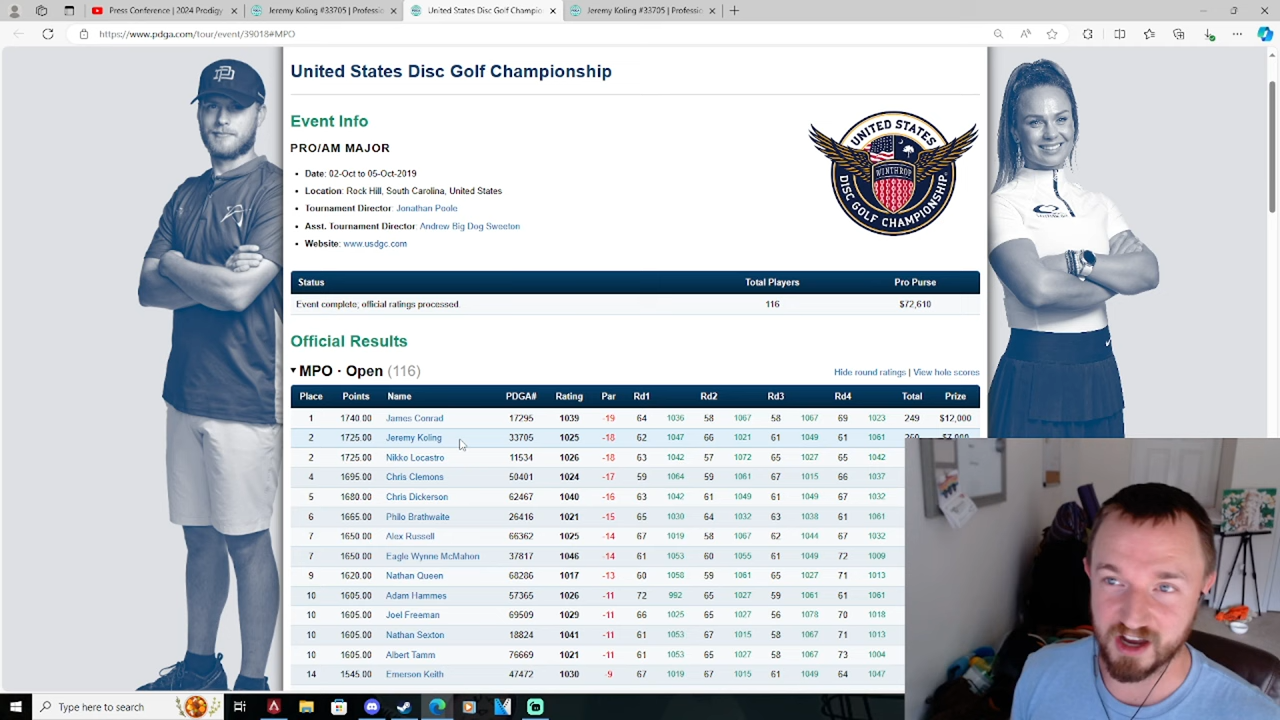 Press Conference | 2024 Prodigy
Jeremy Koling #33705 | Professi
United States Disc Golf Champio
Jeremy Koling #33705 | Professi
https://www.pdga.com/tour/event/39018#MPO
United States Disc Golf Championship
Event Info
PRO/AM MAJOR
Date: 02-Oct to 05-Oct-2019
Location: Rock Hill, South Carolina, United States
Tournament Director: Jonathan Poole
Asst. Tournament Director: Andrew Big Dog Sweeton
Website: www.usdgc.com
UNITED STATES
WINTHROP
DISC GOLF CHAMPIONSHIP
Status Total Players Pro Purse
Event complete; official ratings processed. 116 $72,610
Official Results
MPO · Open (116)
Hide round ratings | View hole scores
Place Points Name PDGA# Rating Par Rd1 Rd2 Rd3 Rd4 Total Prize
1 1740.00 James Conrad 17295 1039 -19 64 1036 58 1067 58 1067 69 1023 249 $12,000
2 1725.00 Jeremy Koling 33705 1025 -18 62 1047 66 1021 61 1049 61 1061
2 1725.00 Nikko Locastro 11534 1026 -18 63 1042 57 1072 65 1027 65 1042
4 1695.00 Chris Clemons 50401 1024 -17 59 1064 59 1061 67 1015 66 1037
5 1680.00 Chris Dickerson 62467 1040 -16 63 1042 61 1049 61 1049 67 1032
6 1665.00 Philo Brathwaite 26416 1021 -15 65 1030 64 1032 63 1038 61 1061
7 1650.00 Alex Russell 66362 1025 -14 67 1019 58 1067 62 1044 67 1032
7 1650.00 Eagle Wynne McMahon 37817 1046 -14 61 1053 60 1055 61 1049 72 1009
9 1620.00 Nathan Queen 68286 1017 -13 60 1058 59 1061 65 1027 71 1013
10 1605.00 Adam Hammes 57365 1026 -11 72 992 65 1027 59 1061 61 1061
10 1605.00 Joel Freeman 69509 1029 -11 66 1025 65 1027 56 1078 70 1018
10 1605.00 Nathan Sexton 18824 1041 -11 61 1053 67 1015 58 1067 71 1013
10 1605.00 Albert Tamm 76669 1021 -11 61 1053 65 1027 58 1067 73 1004
14 1545.00 Emerson Keith 47472 1030 -9 67 1019 67 1015 61 1049 64 1047
Type here to search